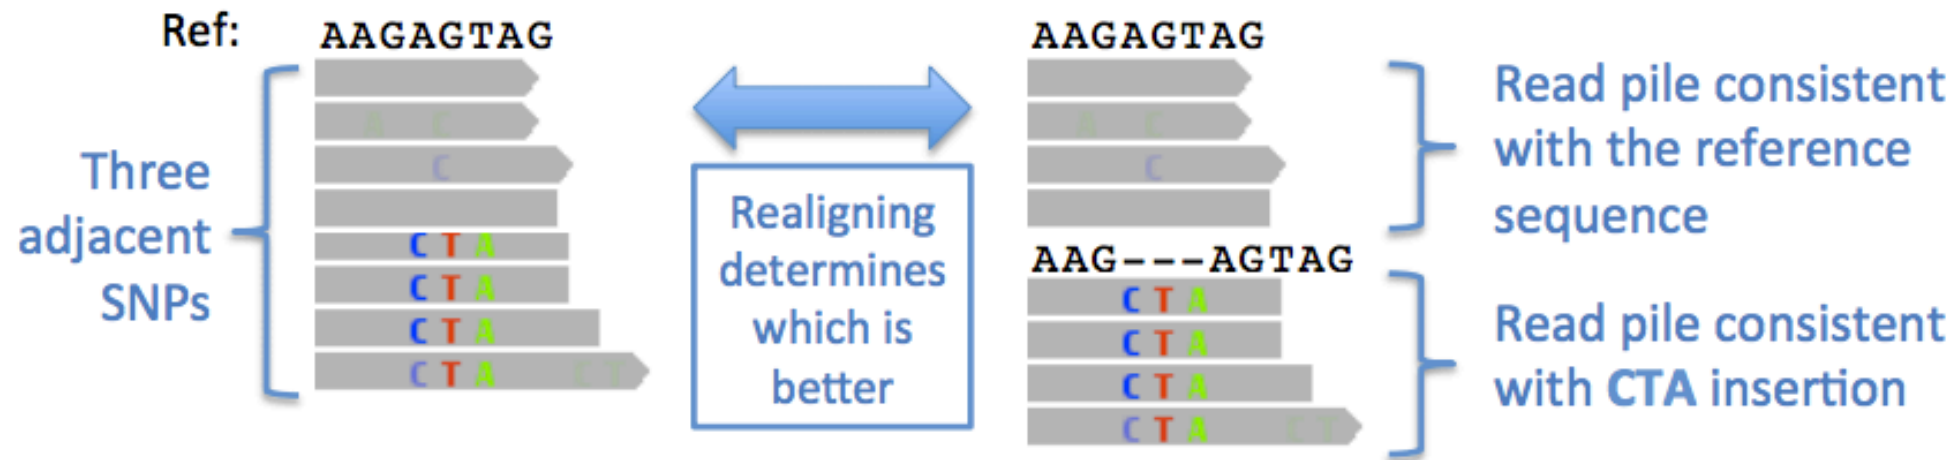 Ref: AAGAGTAG
Three
adjacent
SNPs
A C
C
C T A
C T A
C T A
C T A C T
Realigning
determines
which is
better
AAGAGTAG
A C
C
AAG---AGTAG
C T A
C T A
C T A
C T A C T
Read pile consistent
with the reference
sequence
Read pile consistent
with CTA insertion